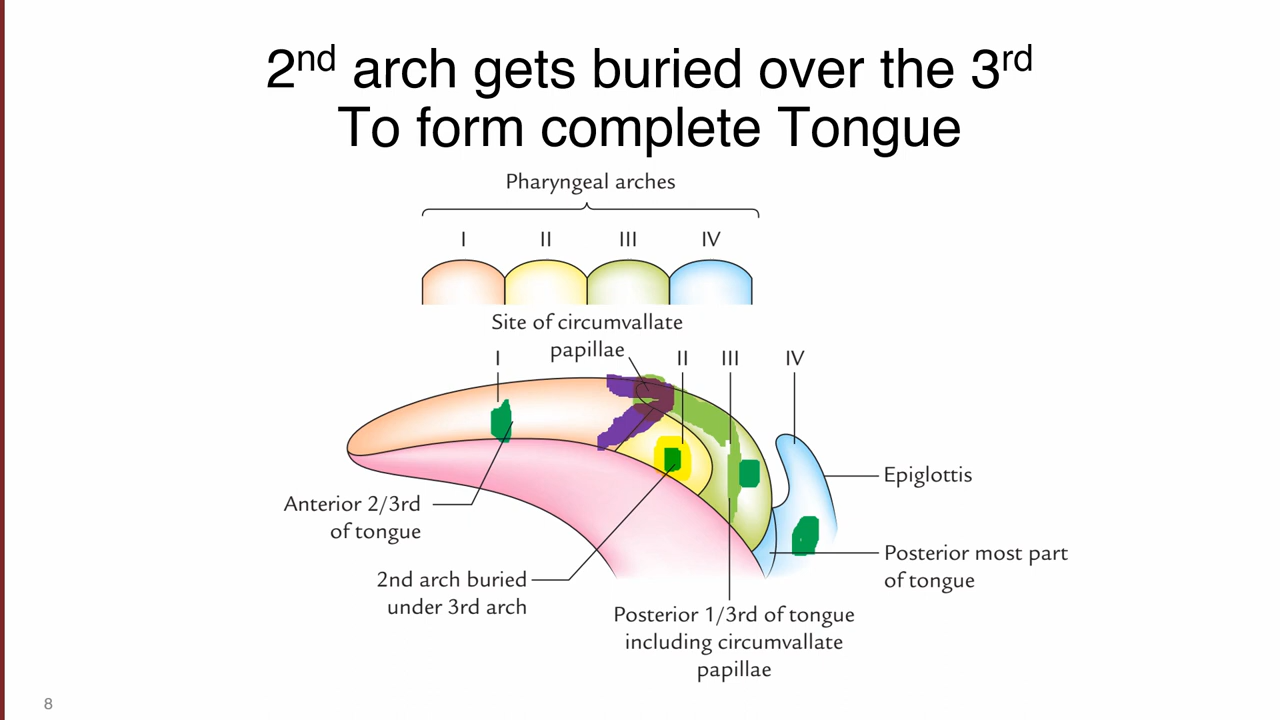 2nd arch gets buried over the 3rd
To form complete Tongue
Pharyngeal arches
I II III IV
Site of circumvallate
papillae
I II III IV
Epiglottis
Anterior 2/3rd
of tongue
Posterior most part
of tongue
2nd arch buried
under 3rd arch
Posterior 1/3rd of tongue
including circumvallate
papillae
8